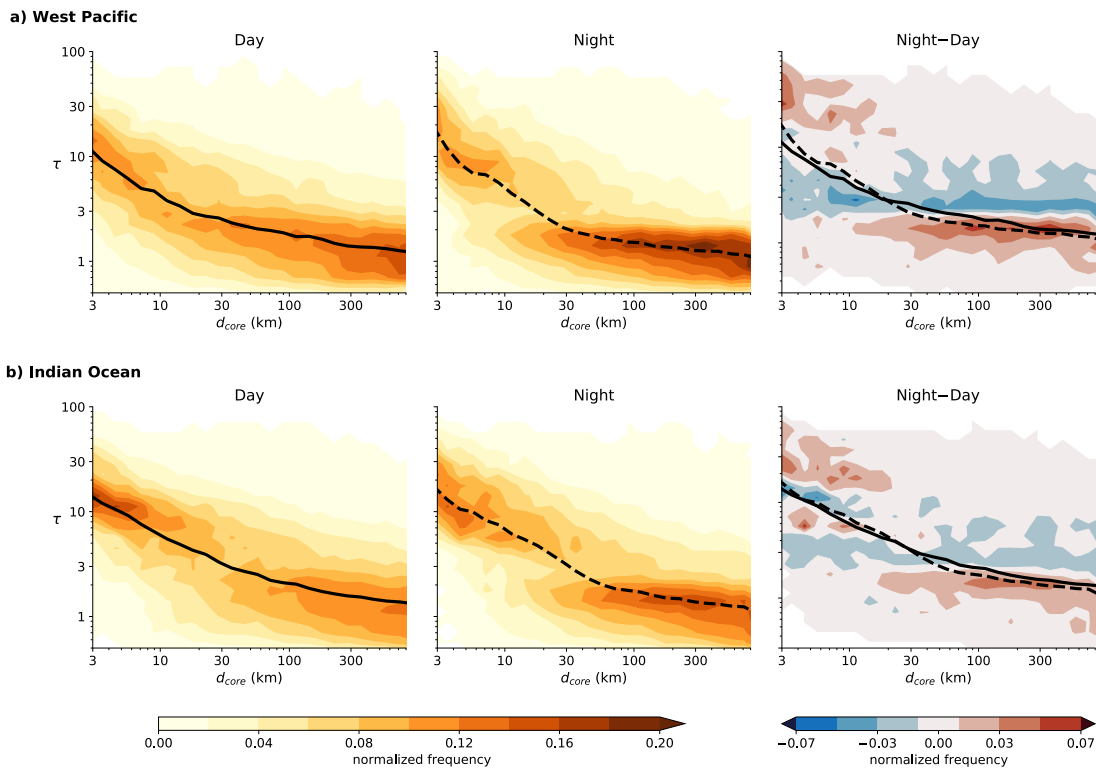 a) West Pacific
Day
Night
Night−Day
100
30
10
3
1
τ
3
10
30
100
300
d_core (km)
3
10
30
100
300
d_core (km)
3
10
30
100
300
d_core (km)
b) Indian Ocean
Day
Night
Night−Day
100
30
10
3
1
τ
3
10
30
100
300
d_core (km)
3
10
30
100
300
d_core (km)
3
10
30
100
300
d_core (km)
0.00
0.04
0.08
0.12
0.16
0.20
normalized frequency
−0.07
−0.03
0.00
0.03
0.07
normalized frequency